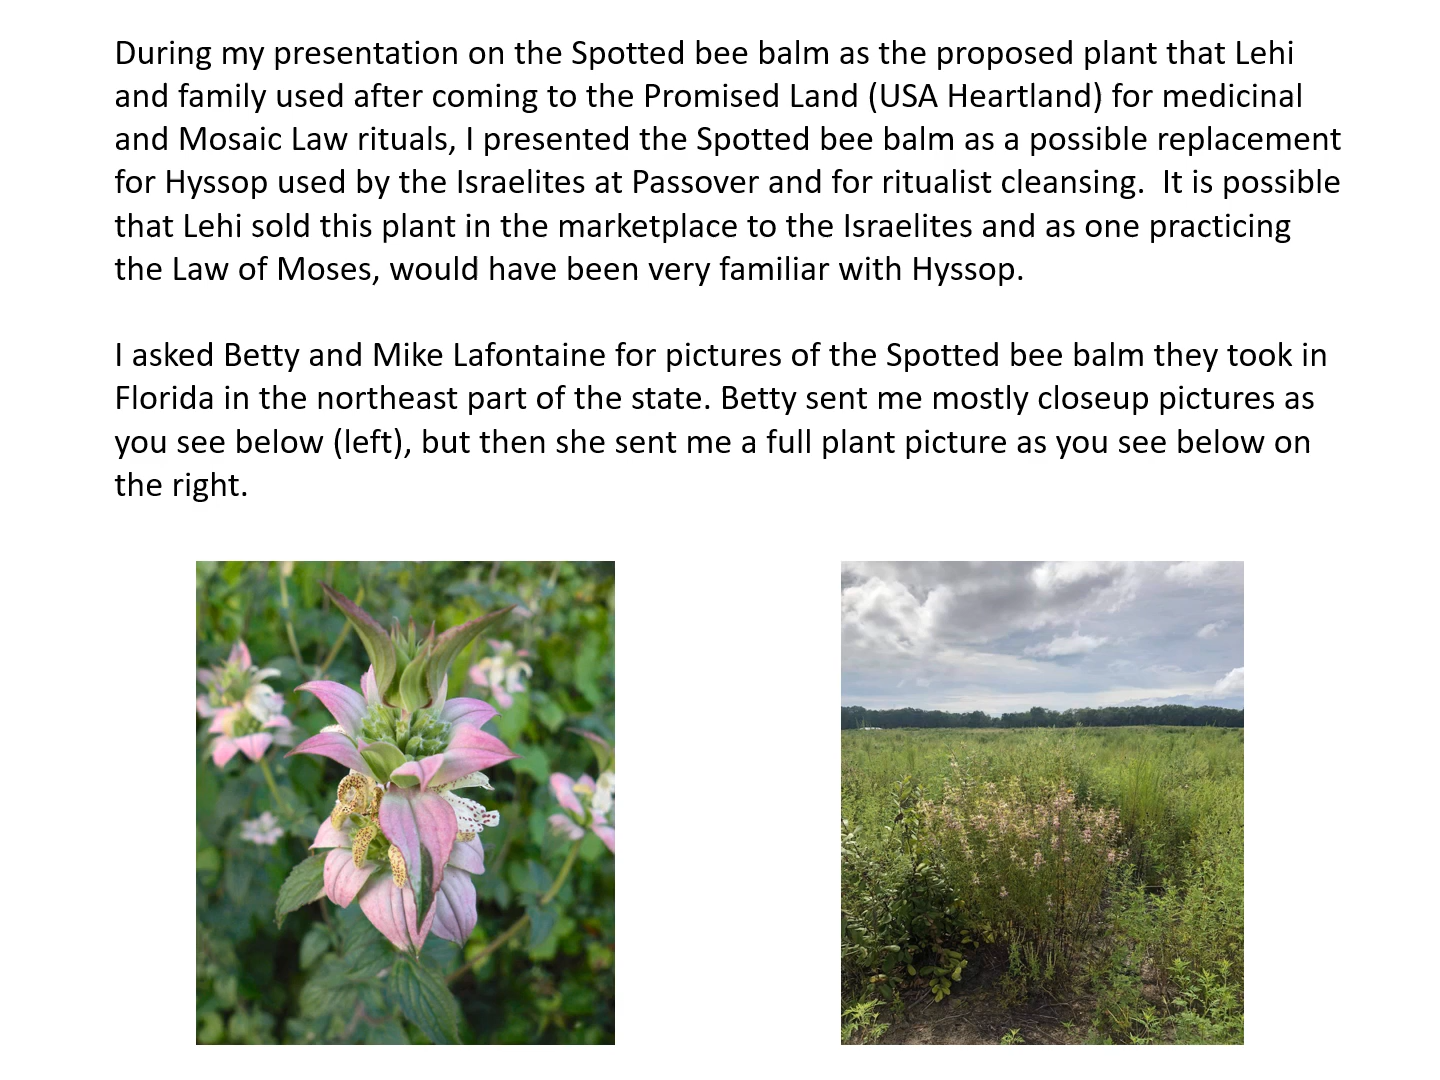 During my presentation on the Spotted bee balm as the proposed plant that Lehi
and family used after coming to the Promised Land (USA Heartland) for medicinal
and Mosaic Law rituals, I presented the Spotted bee balm as a possible replacement
for Hyssop used by the Israelites at Passover and for ritualist cleansing.  It is possible
that Lehi sold this plant in the marketplace to the Israelites and as one practicing
the Law of Moses, would have been very familiar with Hyssop.
I asked Betty and Mike Lafontaine for pictures of the Spotted bee balm they took in
Florida in the northeast part of the state. Betty sent me mostly closeup pictures as
you see below (left), but then she sent me a full plant picture as you see below on
the right.